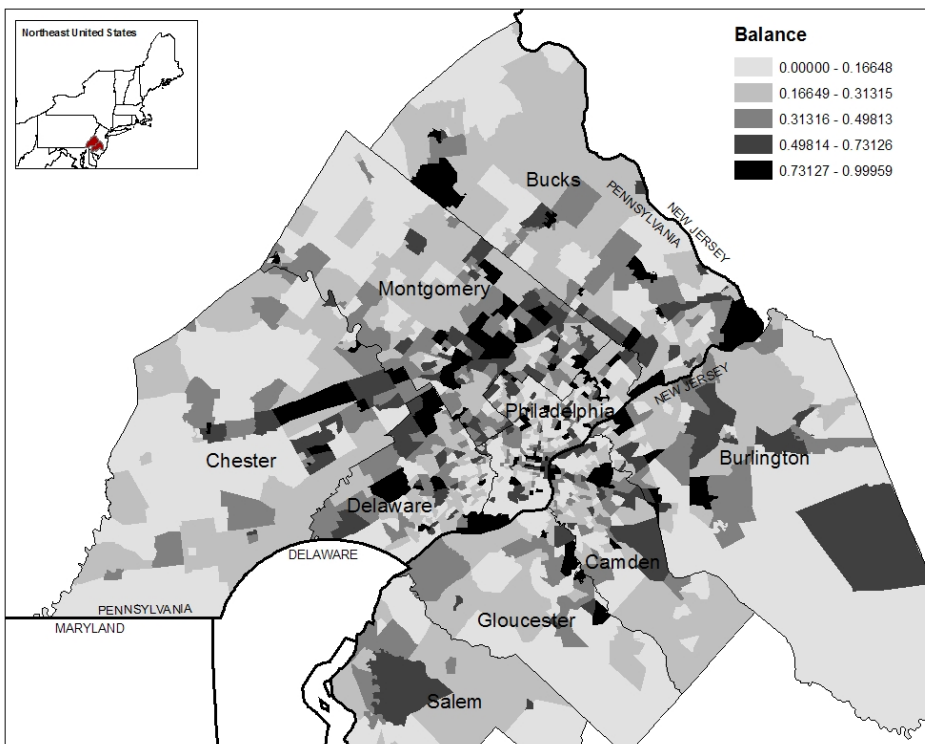 Northeast United States
Balance
0.00000 - 0.16648
0.16649 - 0.31315
0.31316 - 0.49813
0.49814 - 0.73126
0.73127 - 0.99959
Bucks
PENNSYLVANIA
NEW JERSEY
Montgomery
NEW JERSEY
Philadelphia
Chester
Burlington
Delaware
DELAWARE
Camden
PENNSYLVANIA
Gloucester
MARYLAND
Salem